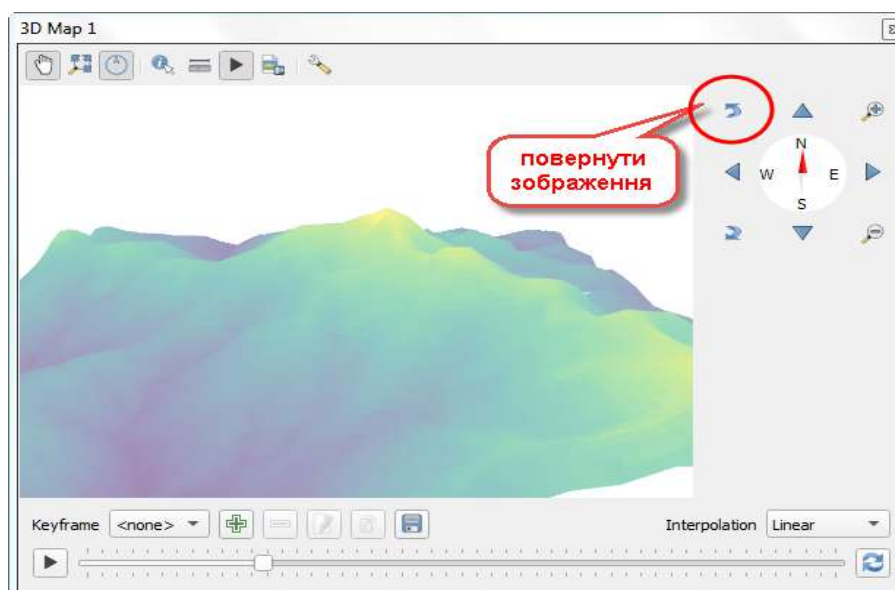 3D Map 1
повернути
зображення
N
W
E
S
Keyframe
<none>
Interpolation
Linear